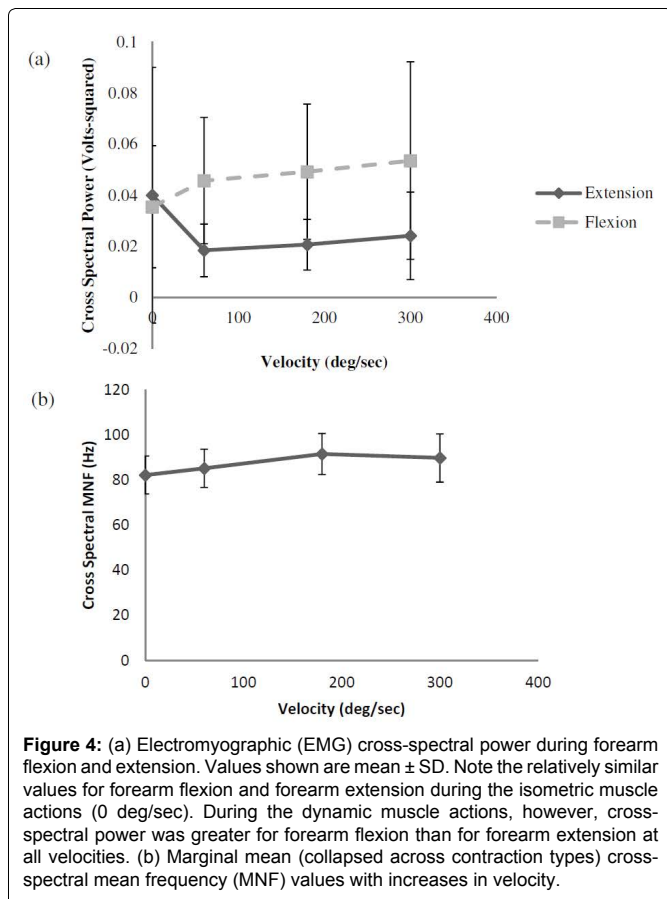 (a)
Cross Spectral Power (Volts-squared)
0.1
0.08
0.06
0.04
0.02
0
-0.02
0
100
200
300
400
Velocity (deg/sec)
Extension
Flexion
(b)
Cross Spectral MNF (Hz)
120
100
80
60
40
20
0
0
100
200
300
400
Velocity (deg/sec)
Figure 4: (a) Electromyographic (EMG) cross-spectral power during forearm
flexion and extension. Values shown are mean ± SD. Note the relatively similar
values for forearm flexion and forearm extension during the isometric muscle
actions (0 deg/sec). During the dynamic muscle actions, however, cross-
spectral power was greater for forearm flexion than for forearm extension at
all velocities. (b) Marginal mean (collapsed across contraction types) cross-
spectral mean frequency (MNF) values with increases in velocity.